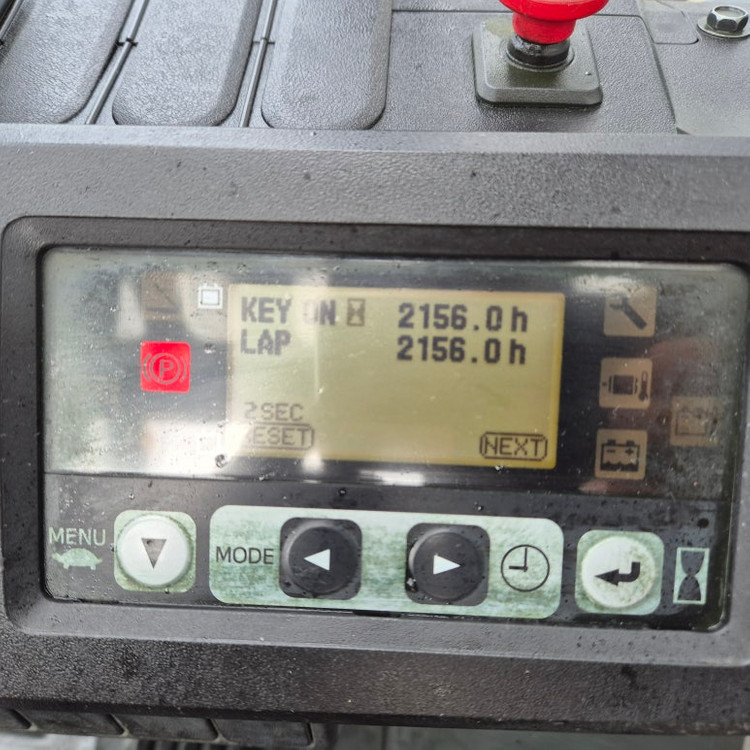 KEY ON 2156.0h
LAP 2156.0h
2SEC
RESET NEXT
P
MENU
MODE